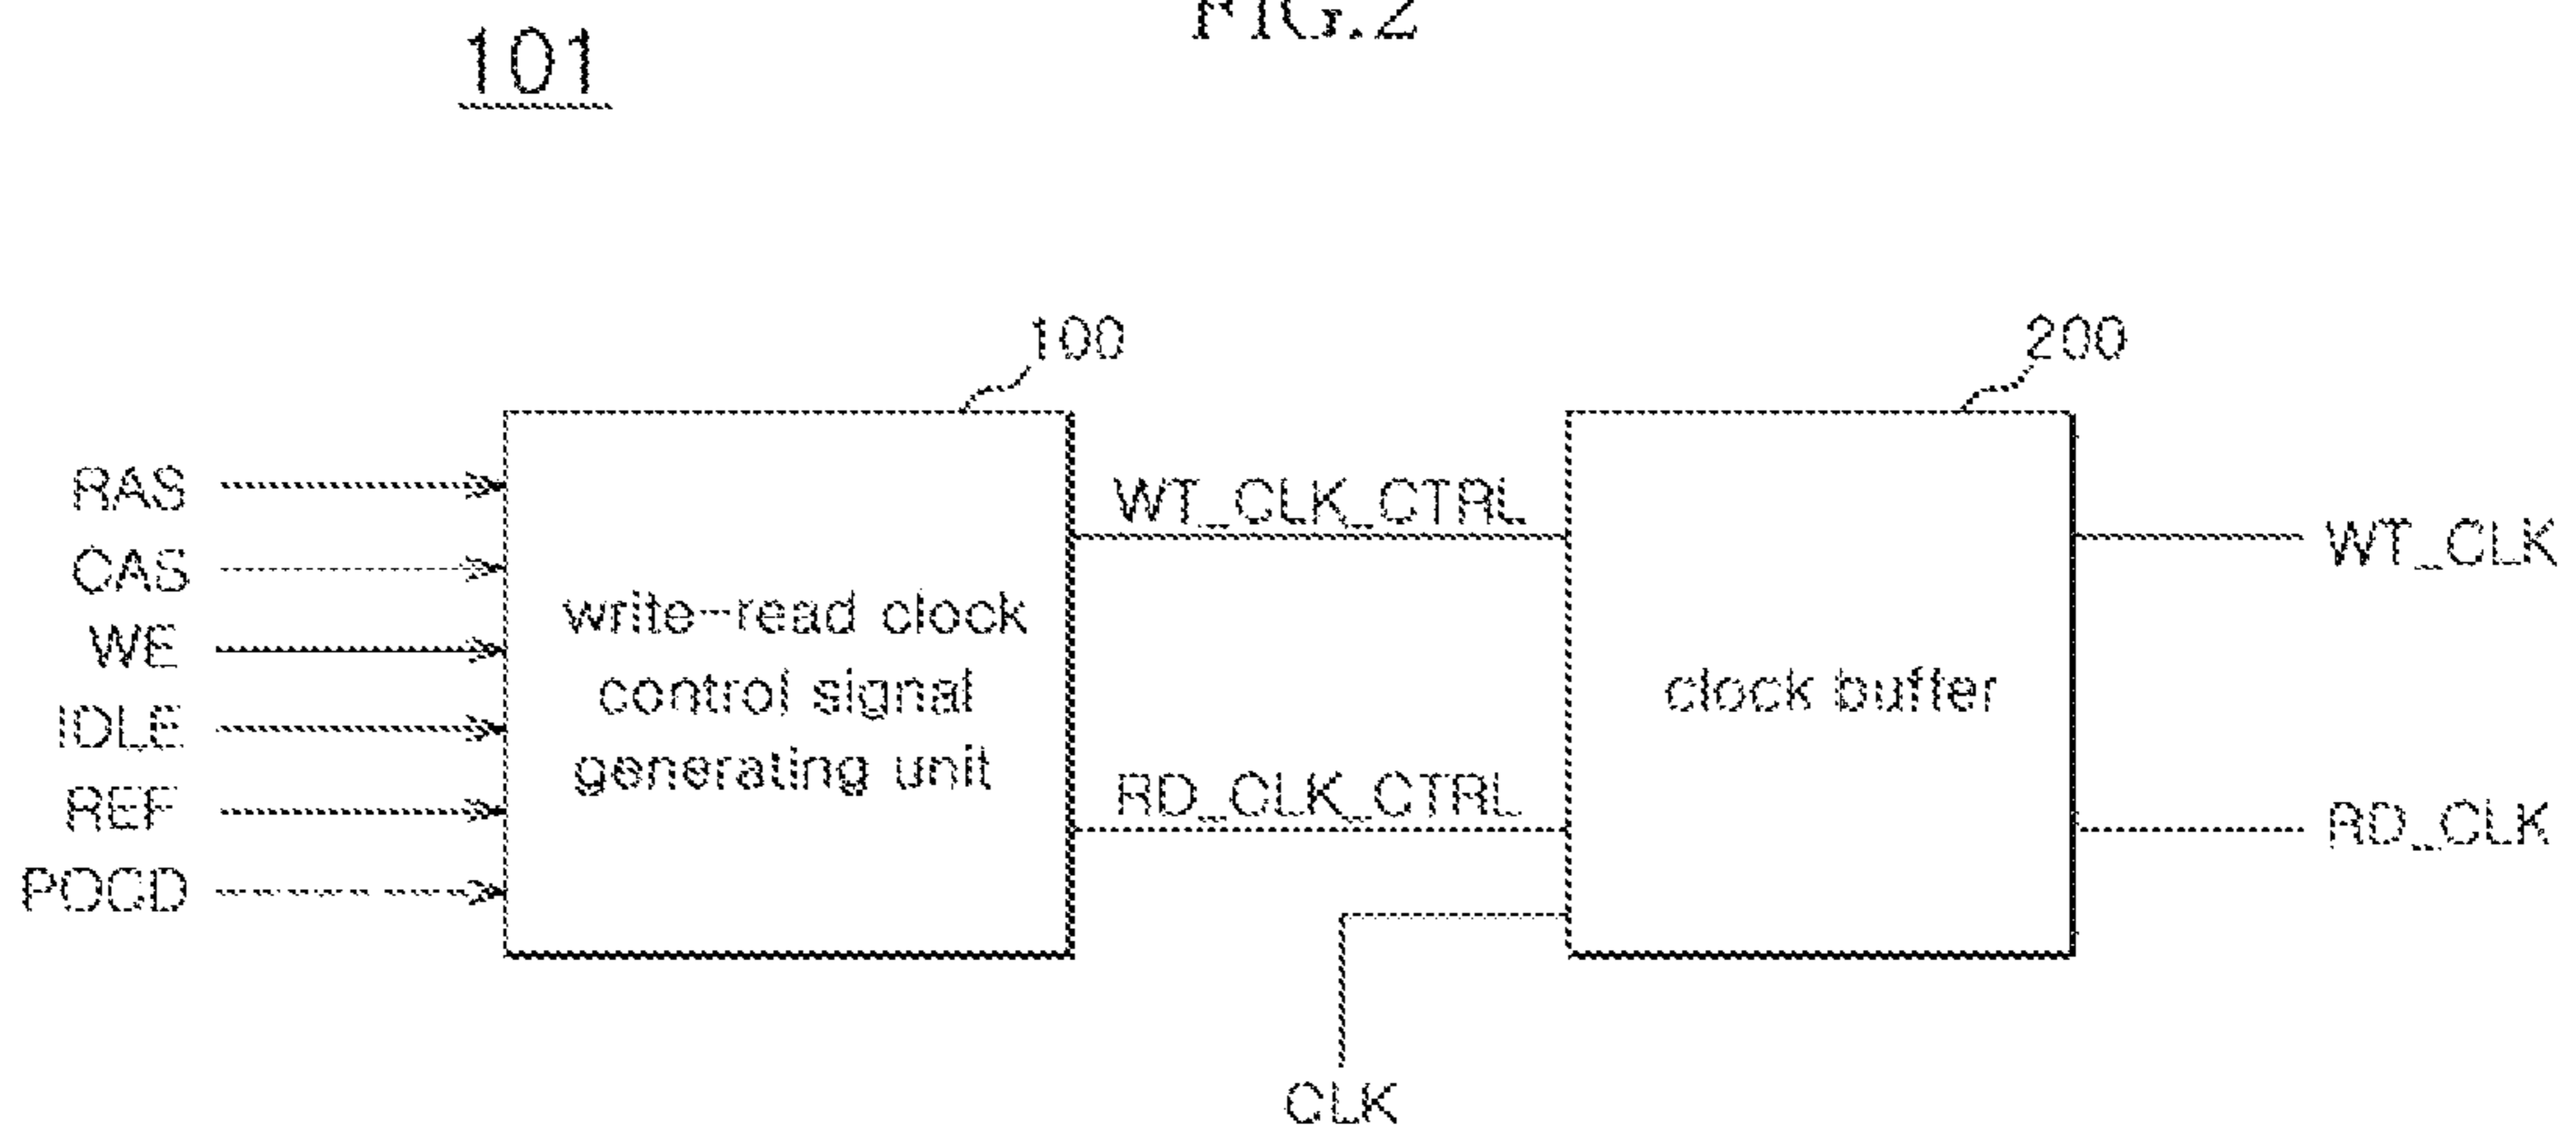 FIG.2
101
100
200
RAS
CAS
WE
IDLE
REF
POCD
write-read clock
control signal
generating unit
WT_CLK_CTRL
RD_CLK_CTRL
clock buffer
CLK
WT_CLK
RD_CLK